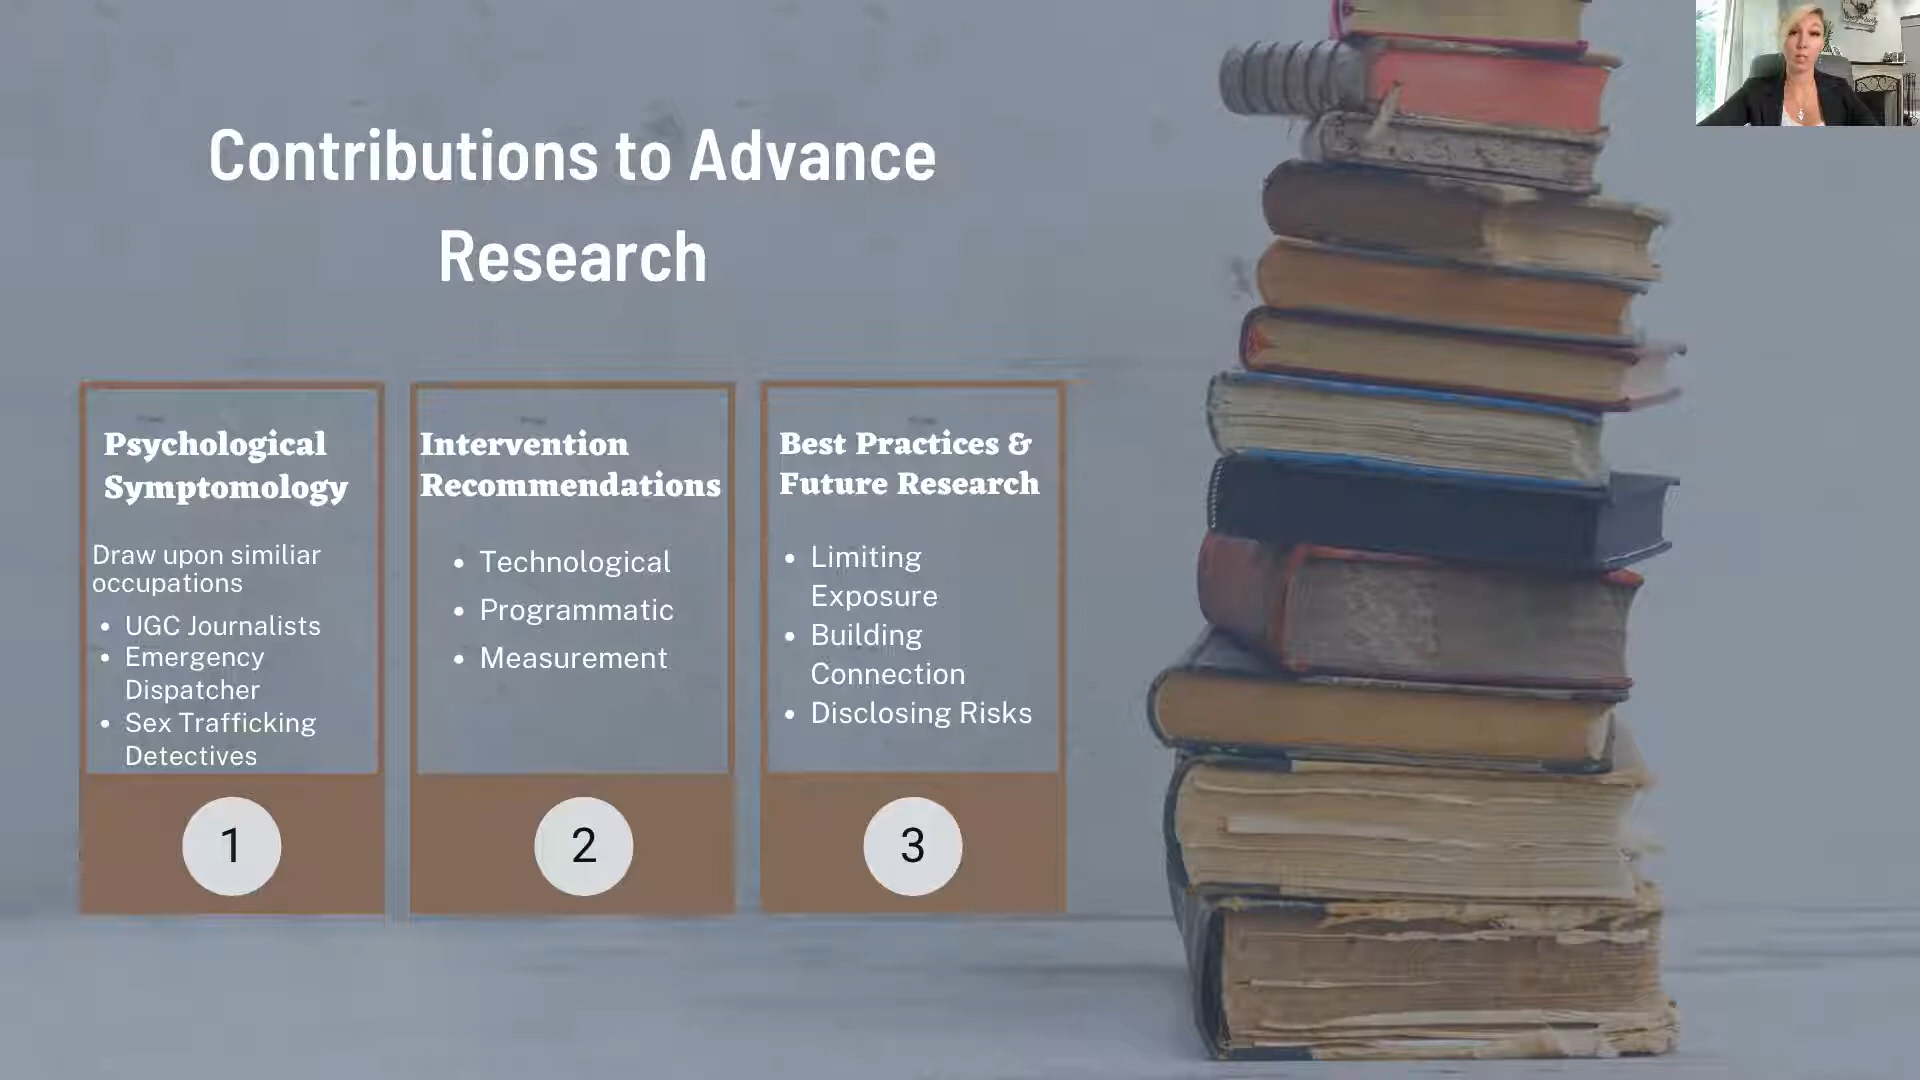 Contributions to Advance
Research
Psychological
Symptomology
Draw upon similiar
occupations
• UGC Journalists
• Emergency
Dispatcher
• Sex Trafficking
Detectives
1
Intervention
Recommendations
• Technological
• Programmatic
• Measurement
2
Best Practices &
Future Research
• Limiting
Exposure
• Building
Connection
• Disclosing Risks
3